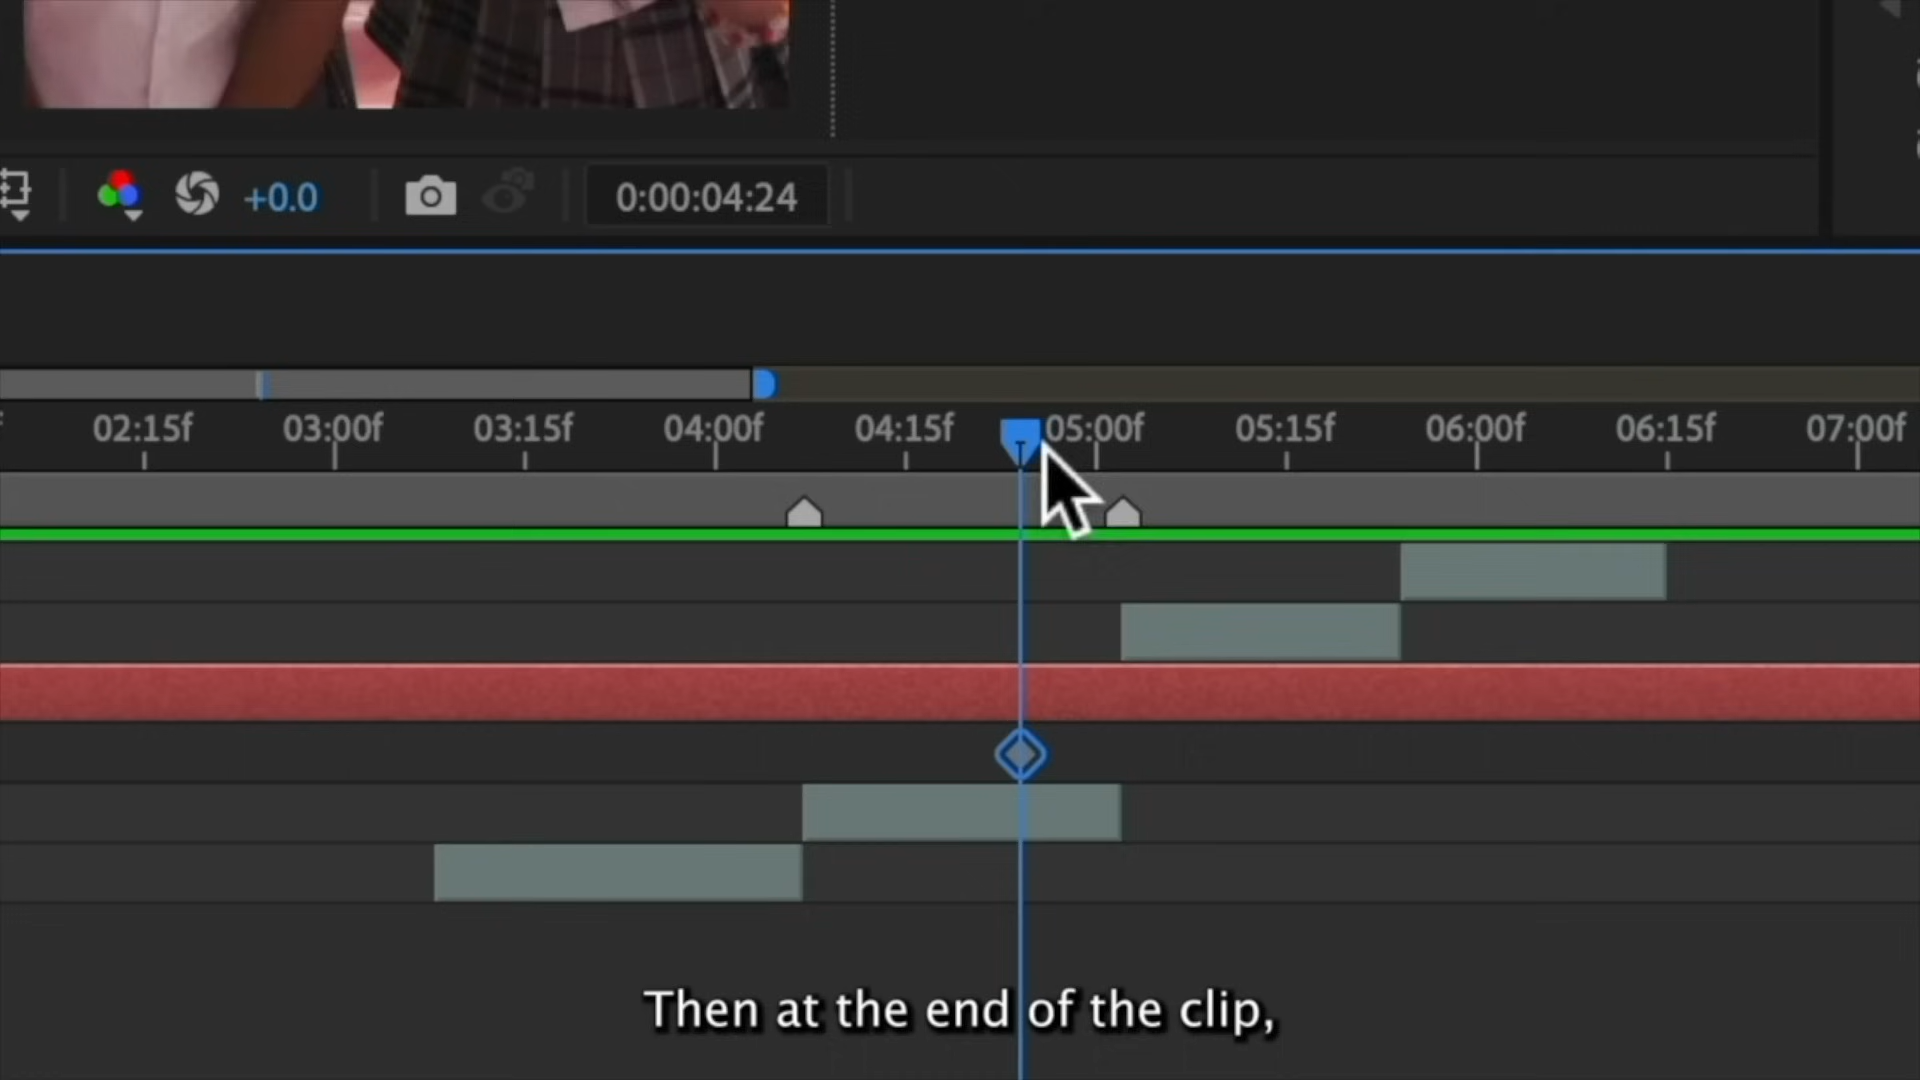 +0.0
0:00:04:24
02:15f 03:00f 03:15f 04:00f 04:15f 05:00f 05:15f 06:00f 06:15f 07:00f
Then at the end of the clip,